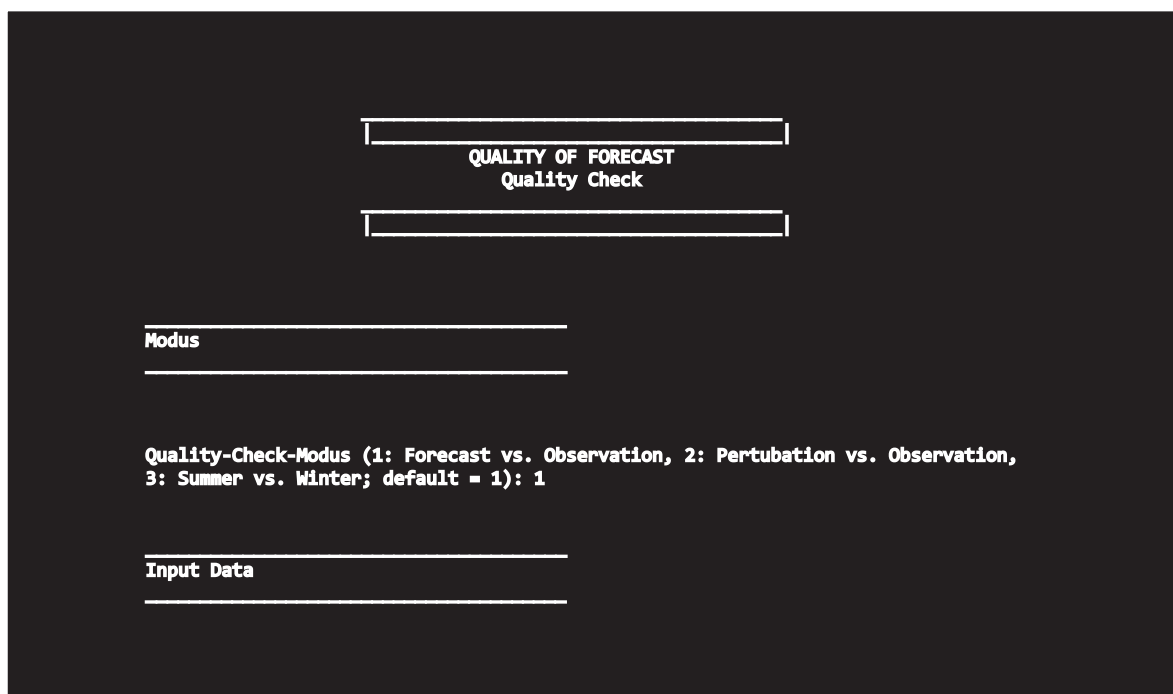 QUALITY OF FORECAST
Quality Check
Modus
Quality-Check-Modus (1: Forecast vs. Observation, 2: Pertubation vs. Observation,
3: Summer vs. Winter; default = 1): 1
Input Data